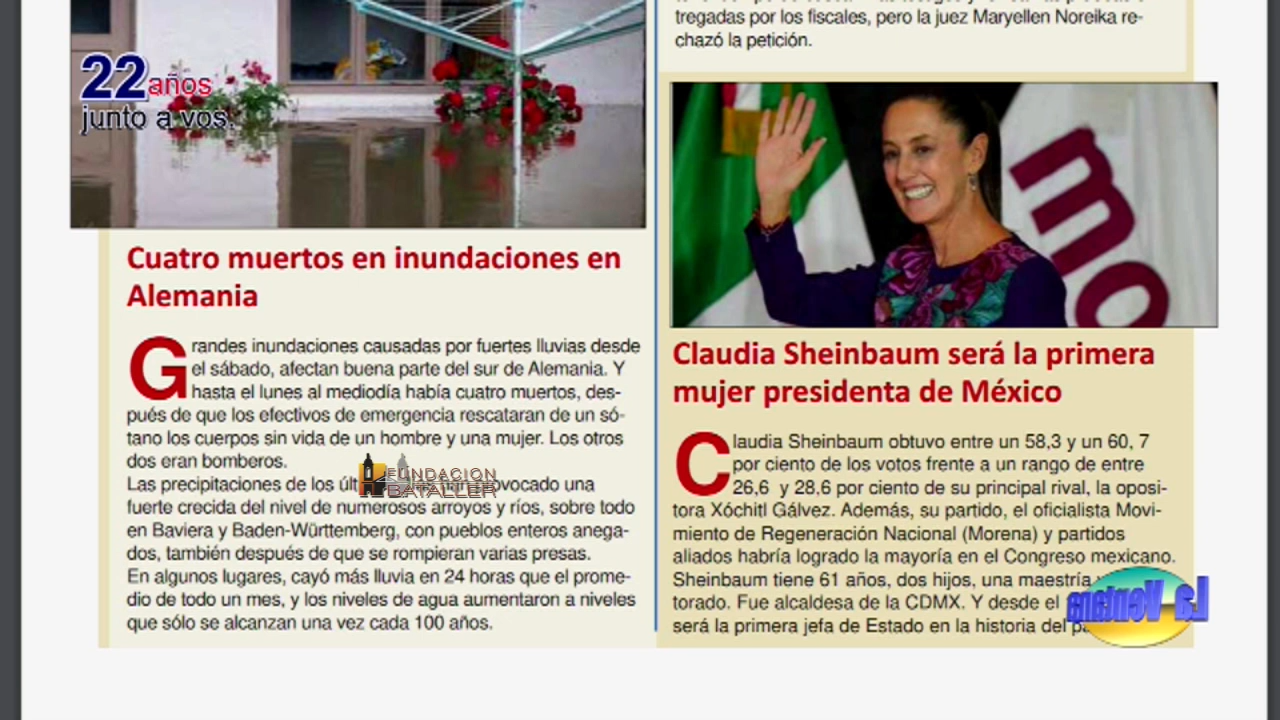 22 años
junto a vos.
Cuatro muertos en inundaciones en
Alemania
Grandes inundaciones causadas por fuertes lluvias desde
el sábado, afectan buena parte del sur de Alemania. Y
hasta el lunes al mediodía había cuatro muertos, des-
pués de que los efectivos de emergencia rescataran de un só-
tano los cuerpos sin vida de un hombre y una mujer. Los otros
dos eran bomberos.
Las precipitaciones de los últ
FUNDACION
BATALLER
ovocado una
fuerte crecida del nivel de numerosos arroyos y ríos, sobre todo
en Baviera y Baden-Württemberg, con pueblos enteros anega-
dos, también después de que se rompieran varias presas.
En algunos lugares, cayó más lluvia en 24 horas que el prome-
dio de todo un mes, y los niveles de agua aumentaron a niveles
que sólo se alcanzan una vez cada 100 años.
tregadas por los fiscales, pero la juez Maryellen Noreika re-
chazó la petición.
mo
Claudia Sheinbaum será la primera
mujer presidenta de México
Claudia Sheinbaum obtuvo entre un 58,3 y un 60, 7
por ciento de los votos frente a un rango de entre
26,6 y 28,6 por ciento de su principal rival, la oposi-
tora Xóchitl Gálvez. Además, su partido, el oficialista Movi-
miento de Regeneración Nacional (Morena) y partidos
aliados habría logrado la mayoría en el Congreso mexicano.
Sheinbaum tiene 61 años, dos hijos, una maestría
torado. Fue alcaldesa de la CDMX. Y desde el
será la primera jefa de Estado en la historia del
La Ventana